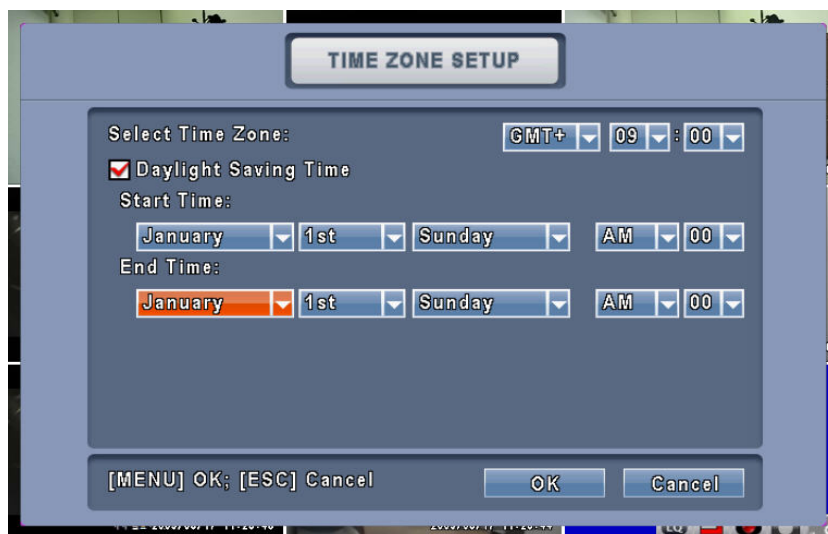 TIME ZONE SETUP
Select Time Zone: GMT+ 09 : 00
Daylight Saving Time
Start Time:
January 1st Sunday AM 00
End Time:
January 1st Sunday AM 00
[MENU] OK; [ESC] Cancel OK Cancel